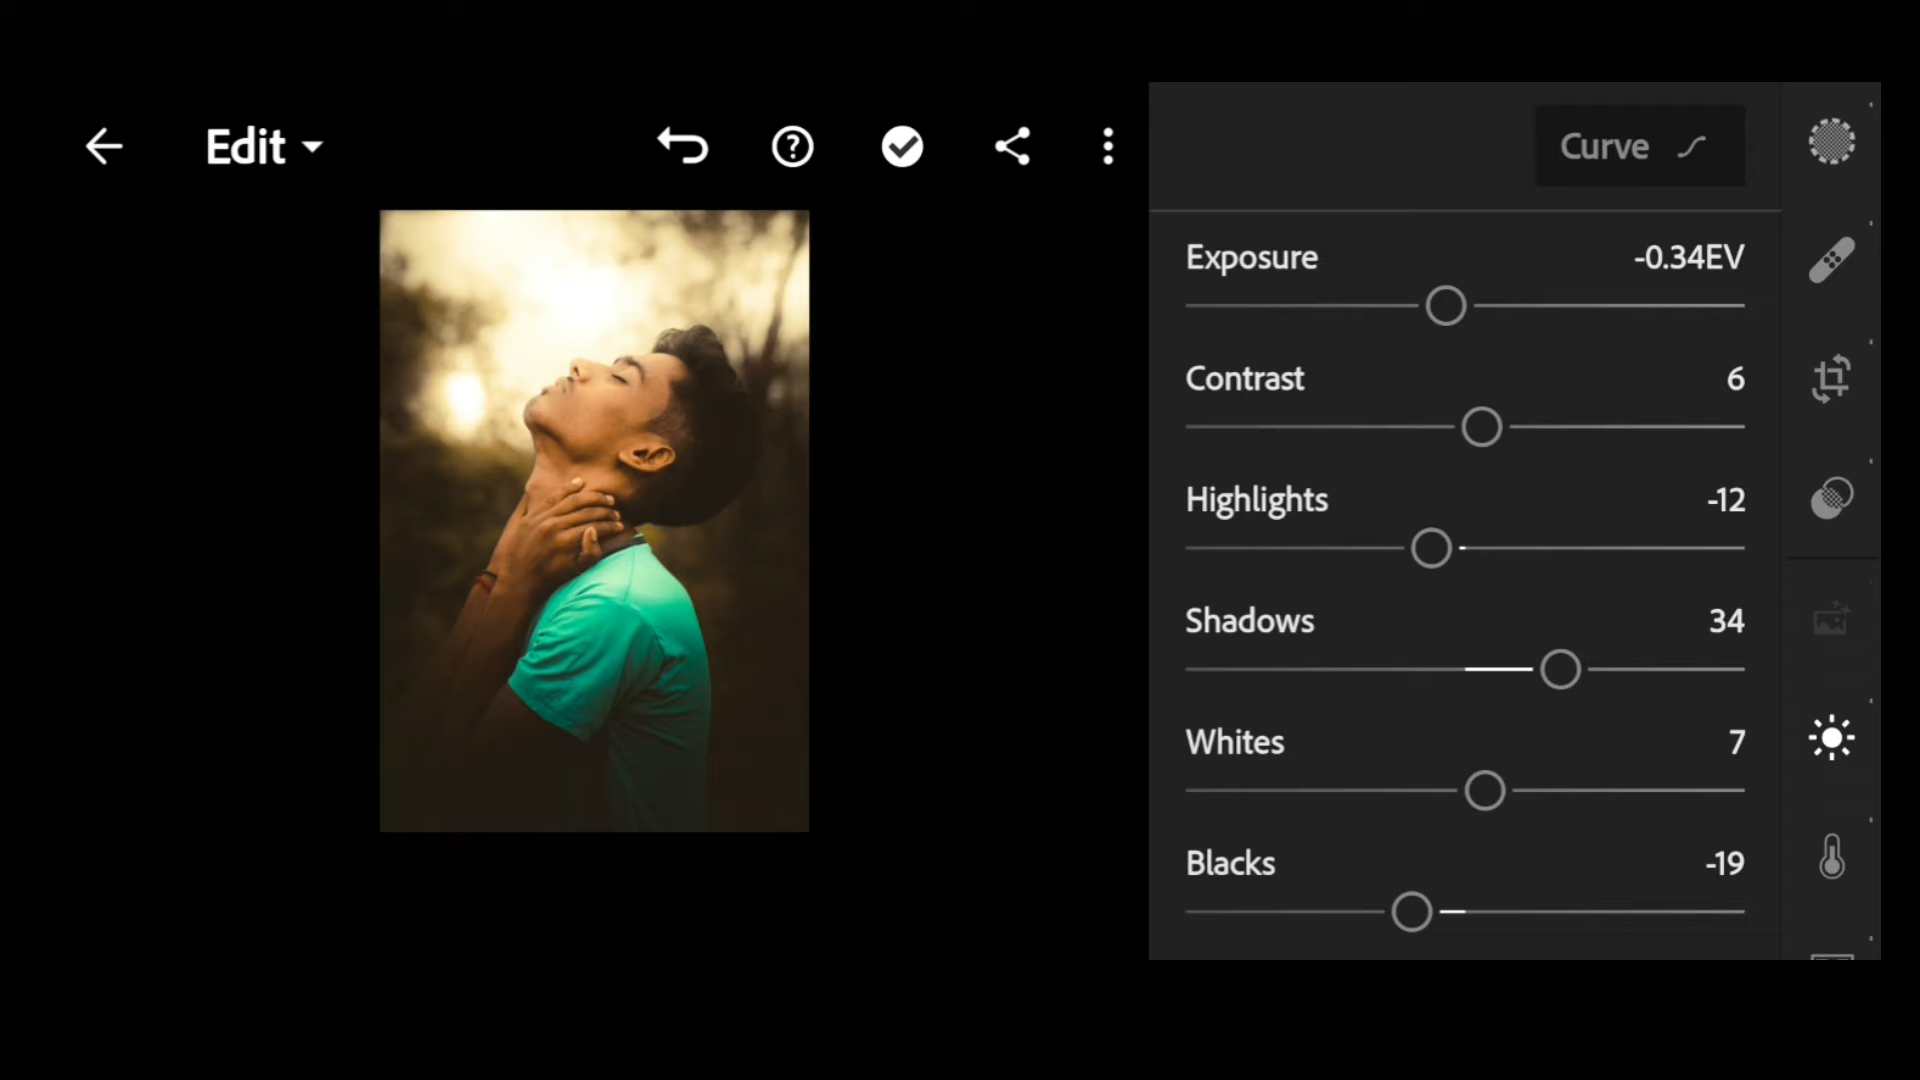 Edit
Curve
Exposure -0.34EV
Contrast 6
Highlights -12
Shadows 34
Whites 7
Blacks -19